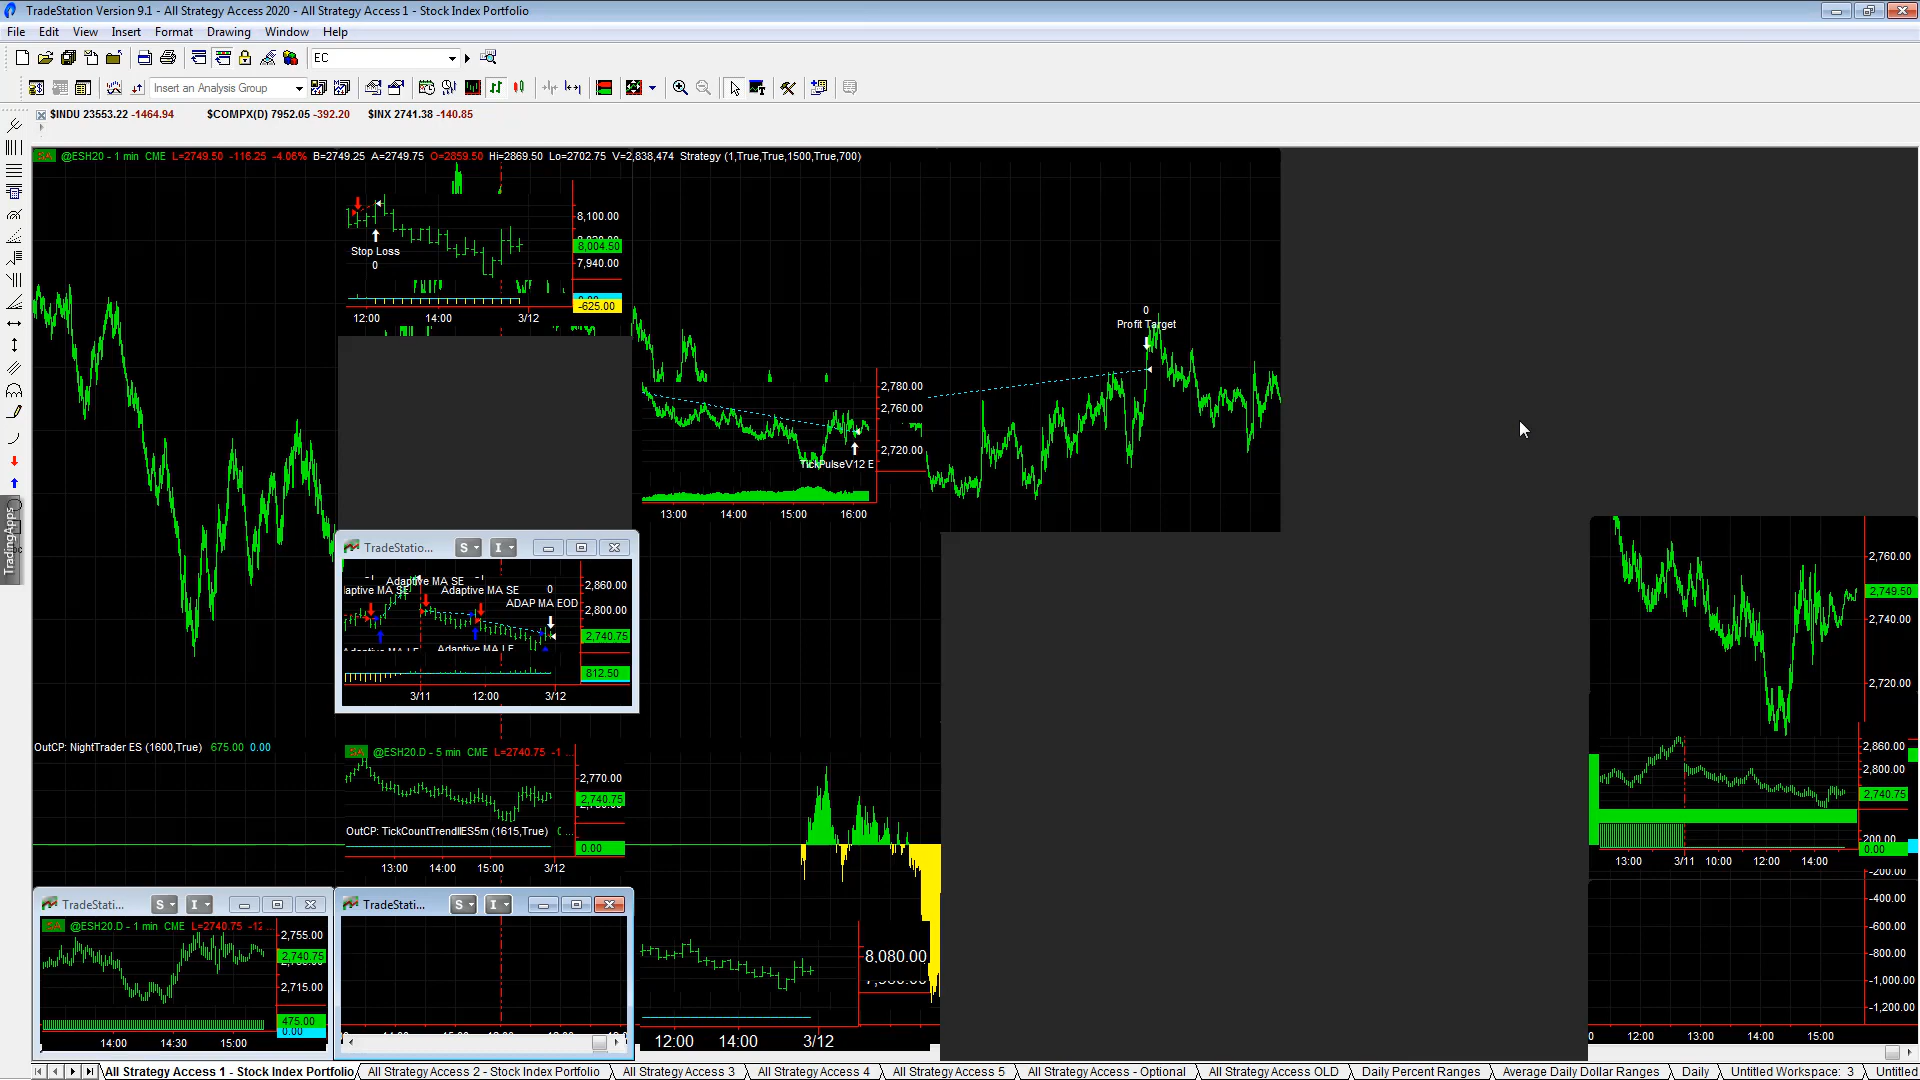 TradeStation Version 9.1 - All Strategy Access 2020 - All Strategy Access 1 - Stock Index Portfolio
File Edit View Insert Format Drawing Window Help
EC
Insert an Analysis Group
$INDU 23553.22 -1464.94 $COMPX(D) 7952.05 -392.20 $INX 2741.38 -140.85
@ESH20 - 1 min CME L=2749.50 -116.25 -4.06% B=2749.25 A=2749.75 O=2859.50 Hi=2869.50 Lo=2702.75 V=2,838,474 Strategy (1,True,True,1500,True,700)
8,100.00
8,004.50
7,940.00
Stop Loss
0
-625.00
12:00 14:00 3/12
0
Profit Target
2,780.00
2,760.00
2,720.00
TickPulseV12 E
13:00 14:00 15:00 16:00
TradingApps
TradeStatio... S I
Adaptive MA SE
Adaptive MA SE
0
ADAP MA EOD
2,860.00
2,800.00
2,740.75
812.50
3/11 12:00 3/12
2,760.00
2,749.50
2,740.00
2,720.00
OutCP: NightTrader ES (1600,True) 675.00 0.00
@ESH20.D - 5 min CME L=2740.75 -1 ...
2,770.00
2,740.75
OutCP: TickCountTrendIIES5m (1615,True) 0 ...
0.00
13:00 14:00 15:00 3/12
2,860.00
2,800.00
2,740.75
200.00
0.00
13:00 3/11 10:00 12:00 14:00
-200.00
-400.00
-600.00
-800.00
-1,000.00
-1,200.00
12:00 13:00 14:00 15:00
TradeStati... S I
@ESH20.D - 1 min CME L=2740.75 -12 ...
2,755.00
2,740.75
2,715.00
475.00
0.00
14:00 14:30 15:00
TradeStati... S I
8,080.00
12:00 14:00 3/12
All Strategy Access 1 - Stock Index Portfolio All Strategy Access 2 - Stock Index Portfolio All Strategy Access 3 All Strategy Access 4 All Strategy Access 5 All Strategy Access - Optional All Strategy Access OLD Daily Percent Ranges Average Daily Dollar Ranges Daily Untitled Workspace: 3 Untitled